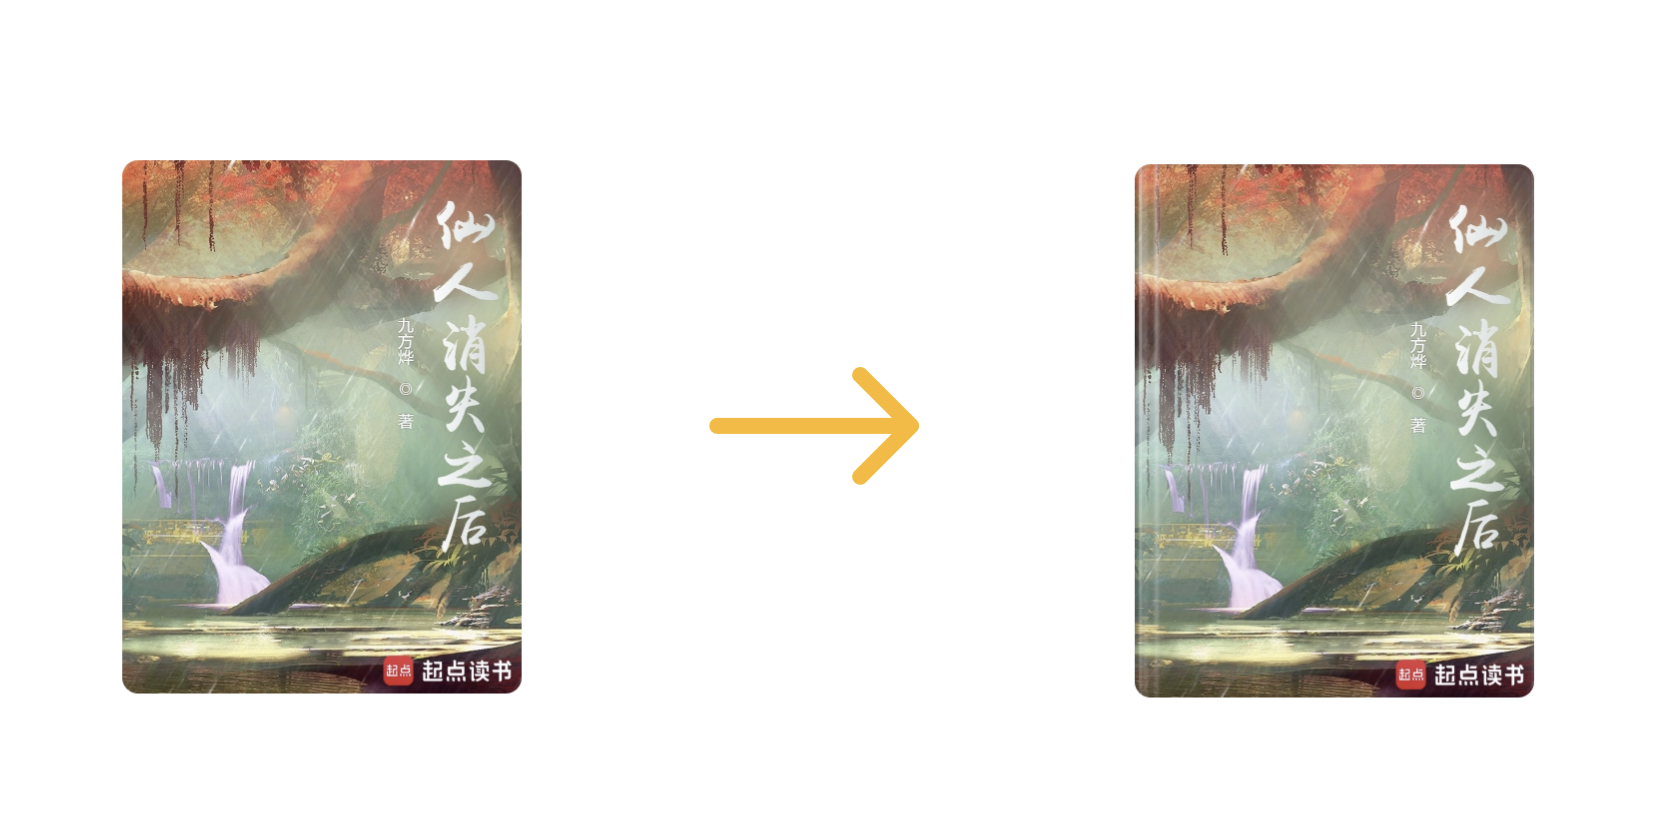 仙人消失之后
九方烨 ◎ 著
起点 起点读书
仙人消失之后
九方烨 ◎ 著
起点 起点读书